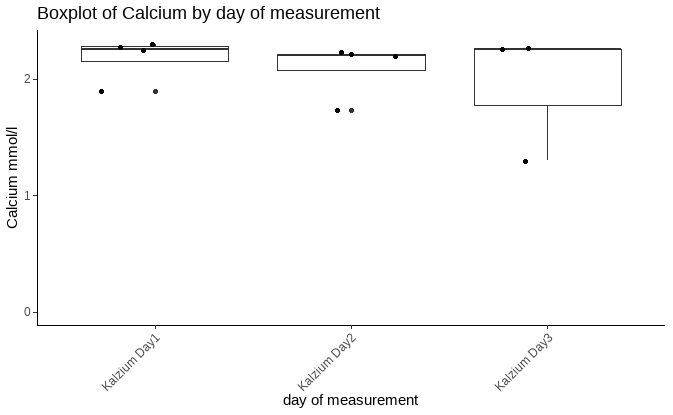 Boxplot of Calcium by day of measurement
Calcium mmol/l
2
1
0
Kalzium Day1
Kalzium Day2
Kalzium Day3
day of measurement